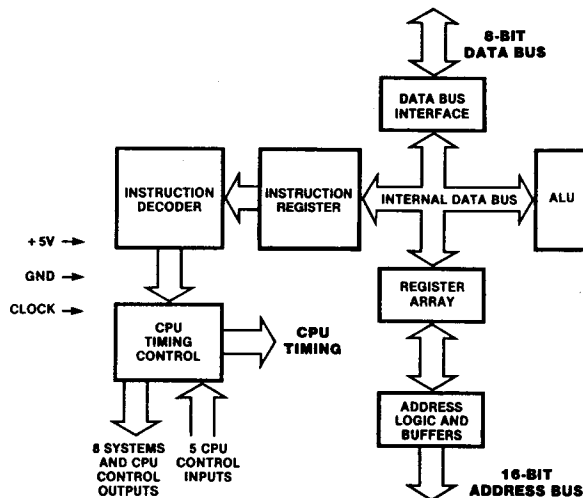 8-BIT
DATA BUS
DATA BUS
INTERFACE
INSTRUCTION
DECODER
INSTRUCTION
REGISTER
INTERNAL DATA BUS
ALU
+5V
GND
CLOCK
REGISTER
ARRAY
CPU
TIMING
CONTROL
CPU
TIMING
ADDRESS
LOGIC AND
BUFFERS
8 SYSTEMS
AND CPU
CONTROL
OUTPUTS
5 CPU
CONTROL
INPUTS
16-BIT
ADDRESS BUS